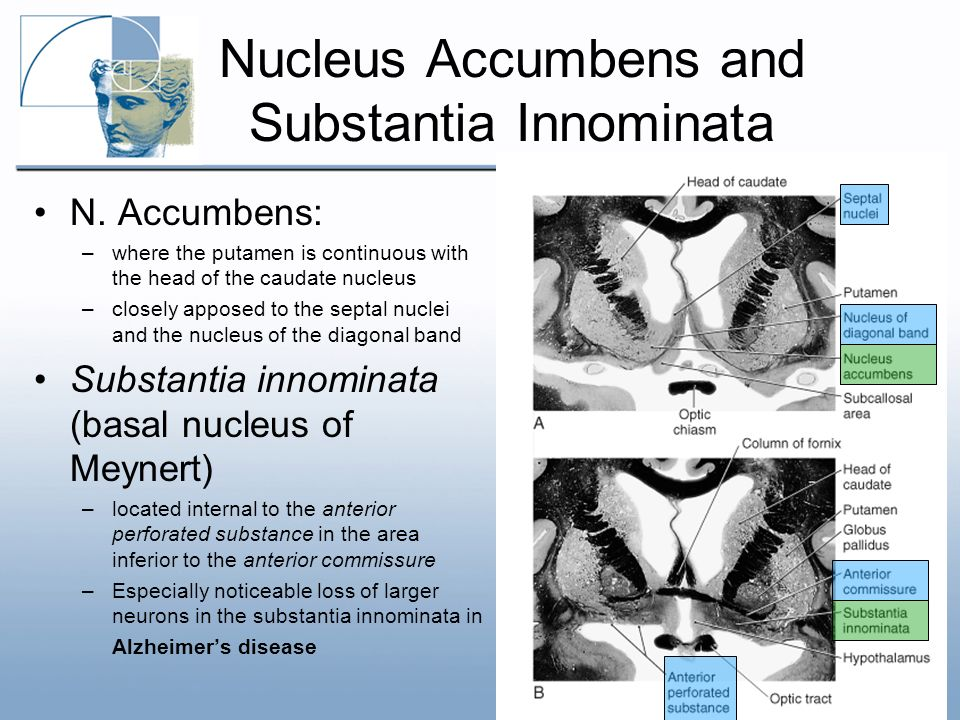 Nucleus Accumbens and
Substantia Innominata
• N. Accumbens:
– where the putamen is continuous with
the head of the caudate nucleus
– closely apposed to the septal nuclei
and the nucleus of the diagonal band
• Substantia innominata
(basal nucleus of
Meynert)
– located internal to the anterior
perforated substance in the area
inferior to the anterior commissure
– Especially noticeable loss of larger
neurons in the substantia innominata in
Alzheimer's disease
Head of caudate
Septal
nuclei
Putamen
Nucleus of
diagonal band
Nucleus
accumbens
Subcallosal
area
Optic
chiasm
A
Column of fornix
Head of
caudate
Putamen
Globus
pallidus
Anterior
commissure
Substantia
innominata
Hypothalamus
Anterior
perforated
substance
Optic tract
B